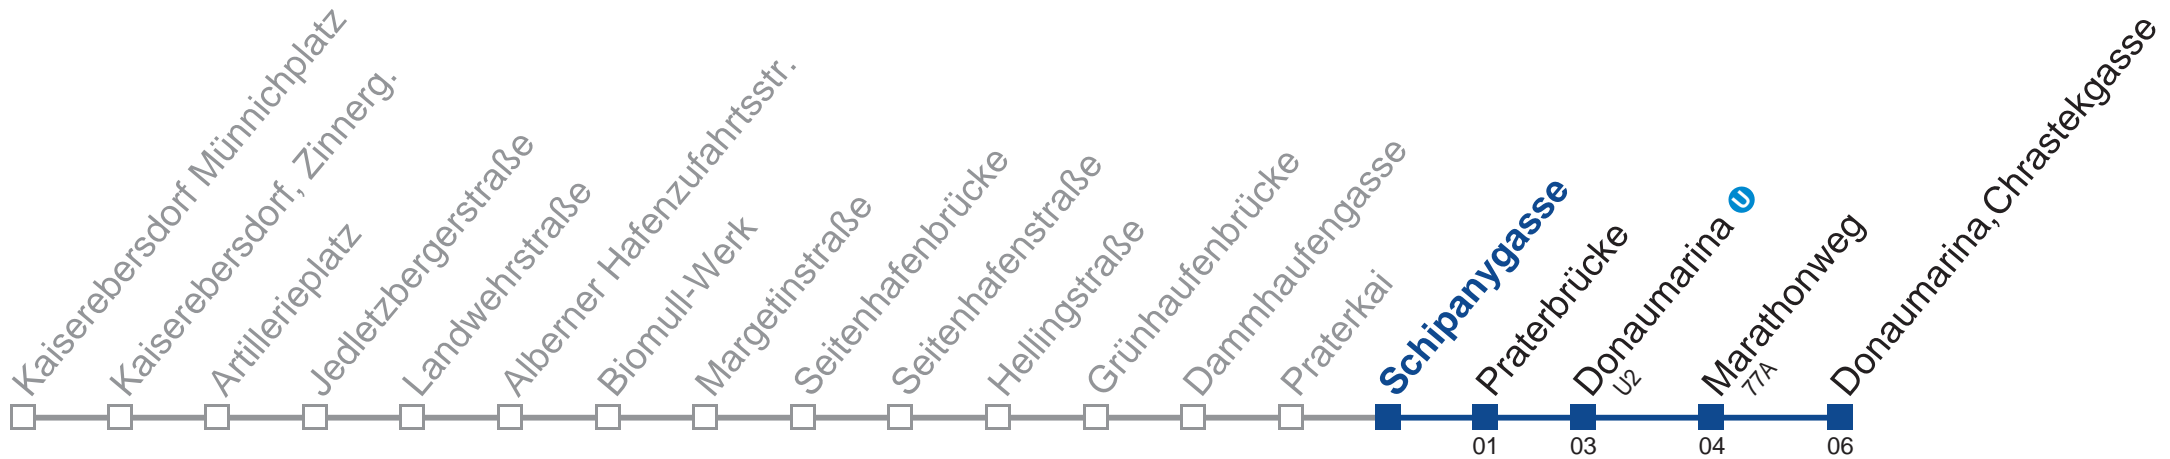 Kaiserebersdorf Münnichplatz
Kaiserebersdorf, Zinnerg.
Artillerieplatz
Jedletzbergerstraße
Landwehrstraße
Alberner Hafenzufahrtsstr.
Biomull-Werk
Margetinstraße
Seitenhafenbrücke
Seitenhafenstraße
Hellingstraße
Grünhaufenbrücke
Dammhaufengasse
Praterkai
Schipanygasse
Praterbrücke
Donaumarina U
U2
Marathonweg
77A
Donaumarina, Chrastekgasse
01 03 04 06